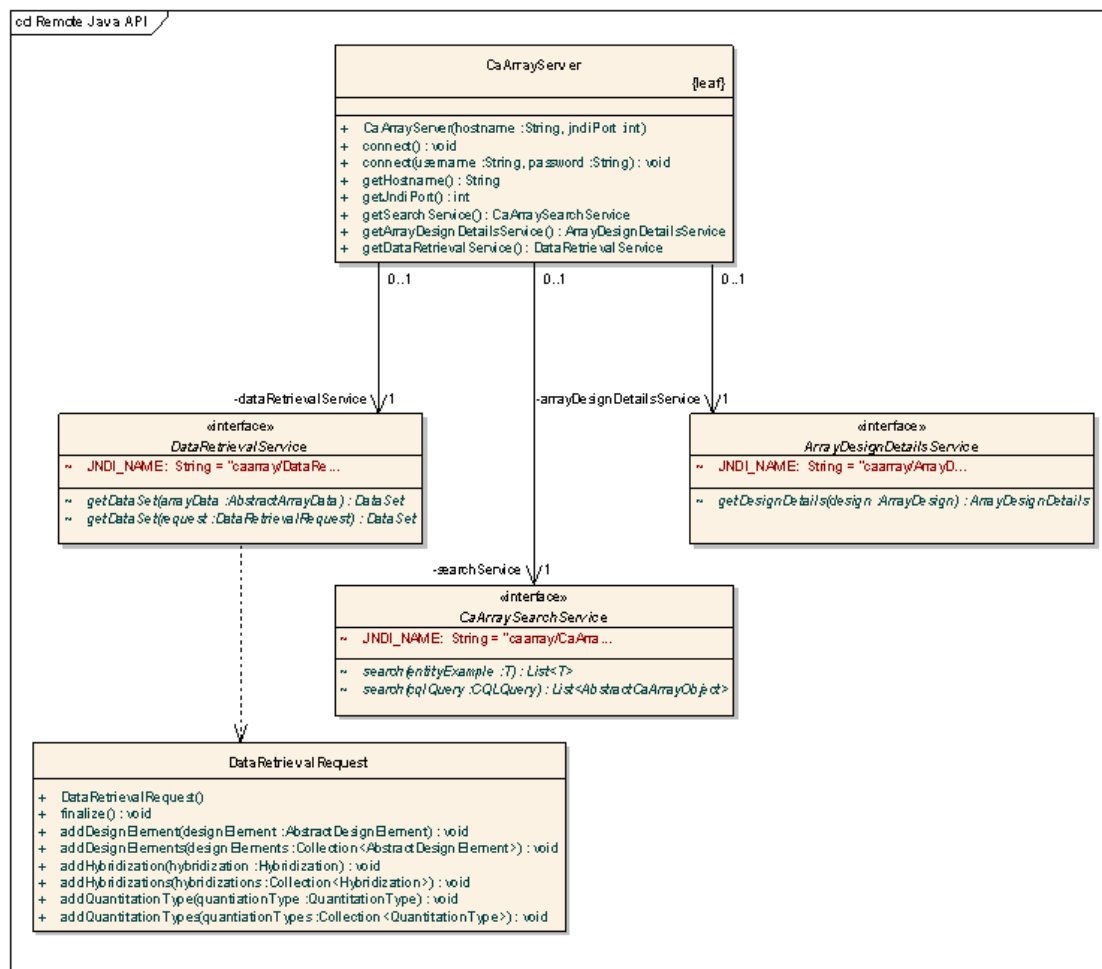 cd Remote Java API
CaArrayServer
{leaf}
+ CaArrayServer(hostname :String, jndiPort :int)
+ connect() : void
+ connect(username :String, password :String) : void
+ getHostname() : String
+ getJndiPort() : int
+ getSearchService() : CaArraySearchService
+ getArrayDesignDetailsService() : ArrayDesignDetailsService
+ getDataRetrievalService() : DataRetrievalService
0..1 0..1 0..1
-dataRetrievalService 1 -arrayDesignDetailsService 1
«interface»
DataRetrievalService
~ JNDI_NAME: String = "caarray/DataRe...
~ getDataSet(arrayData :AbstractArrayData) : DataSet
~ getDataSet(request :DataRetrievalRequest) : DataSet
«interface»
ArrayDesignDetailsService
~ JNDI_NAME: String = "caarray/ArrayD...
~ getDesignDetails(design :ArrayDesign) : ArrayDesignDetails
-searchService 1
«interface»
CaArraySearchService
~ JNDI_NAME: String = "caarray/CaArra...
~ search(entityExample :T) : List<T>
~ search(cqlQuery :CQLQuery) : List<AbstractCaArrayObject>
DataRetrievalRequest
+ DataRetrievalRequest()
+ finalize() : void
+ addDesignElement(designElement :AbstractDesignElement) : void
+ addDesignElements(designElements :Collection<AbstractDesignElement>) : void
+ addHybridization(hybridization :Hybridization) : void
+ addHybridizations(hybridizations :Collection<Hybridization>) : void
+ addQuantitationType(quantiationType :QuantitationType) : void
+ addQuantitationTypes(quantiationTypes :Collection<QuantitationType>) : void